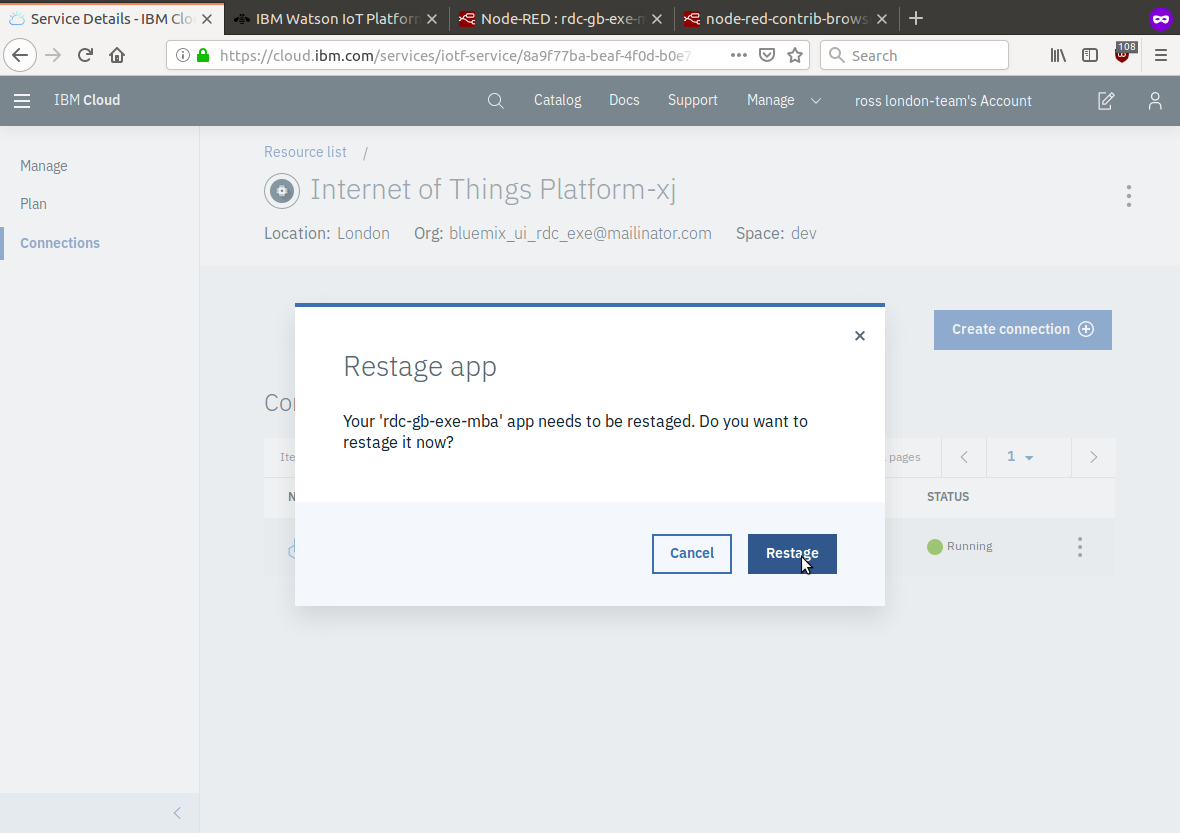 Service Details - IBM Clo
IBM Watson IoT Platform
Node-RED : rdc-gb-exe-m
node-red-contrib-brows
https://cloud.ibm.com/services/iotf-service/8a9f77ba-beaf-4f0d-b0e7
Search
108
IBM Cloud
Catalog
Docs
Support
Manage
ross london-team's Account
Manage
Plan
Connections
Resource list /
Internet of Things Platform-xj
Location: London Org: bluemix_ui_rdc_exe@mailinator.com Space: dev
Create connection
Restage app
Your 'rdc-gb-exe-mba' app needs to be restaged. Do you want to
restage it now?
Cancel
Restage
Con
Ite
pages
1
N
STATUS
Running